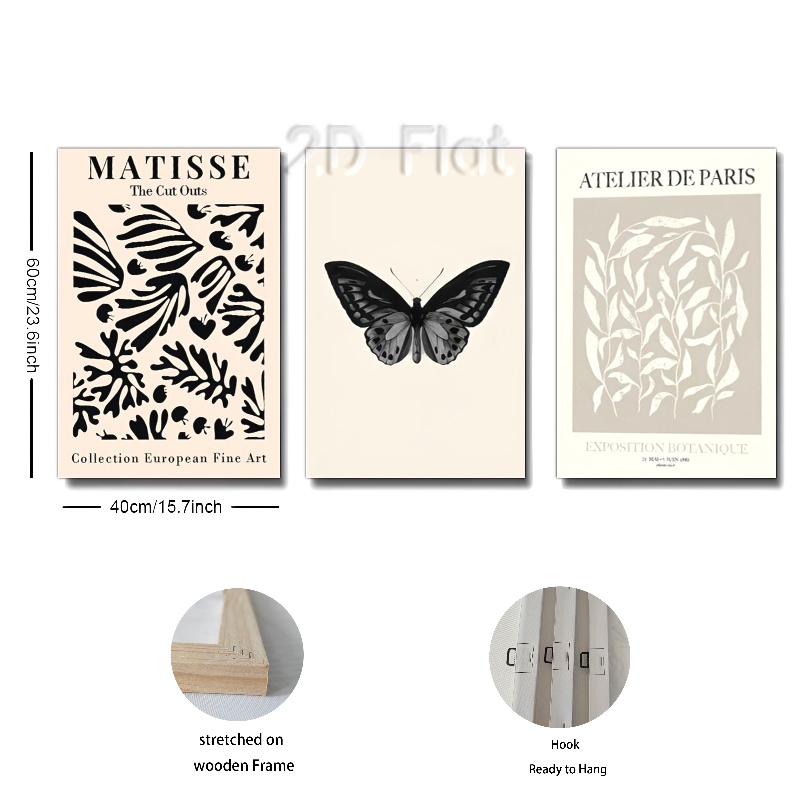 2D Flat
MATISSE
The Cut Outs
Collection European Fine Art
ATELIER DE PARIS
EXPOSITION BOTANIQUE
60cm/23.6inch
40cm/15.7inch
stretched on
wooden Frame
Hook
Ready to Hang